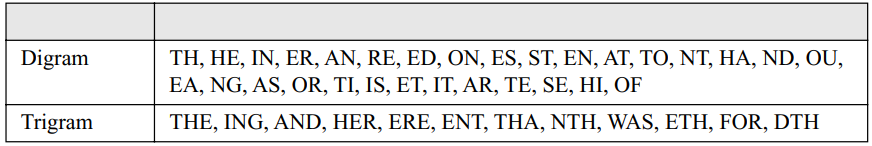 Digram TH, HE, IN, ER, AN, RE, ED, ON, ES, ST, EN, AT, TO, NT, HA, ND, OU,
EA, NG, AS, OR, TI, IS, ET, IT, AR, TE, SE, HI, OF
Trigram THE, ING, AND, HER, ERE, ENT, THA, NTH, WAS, ETH, FOR, DTH